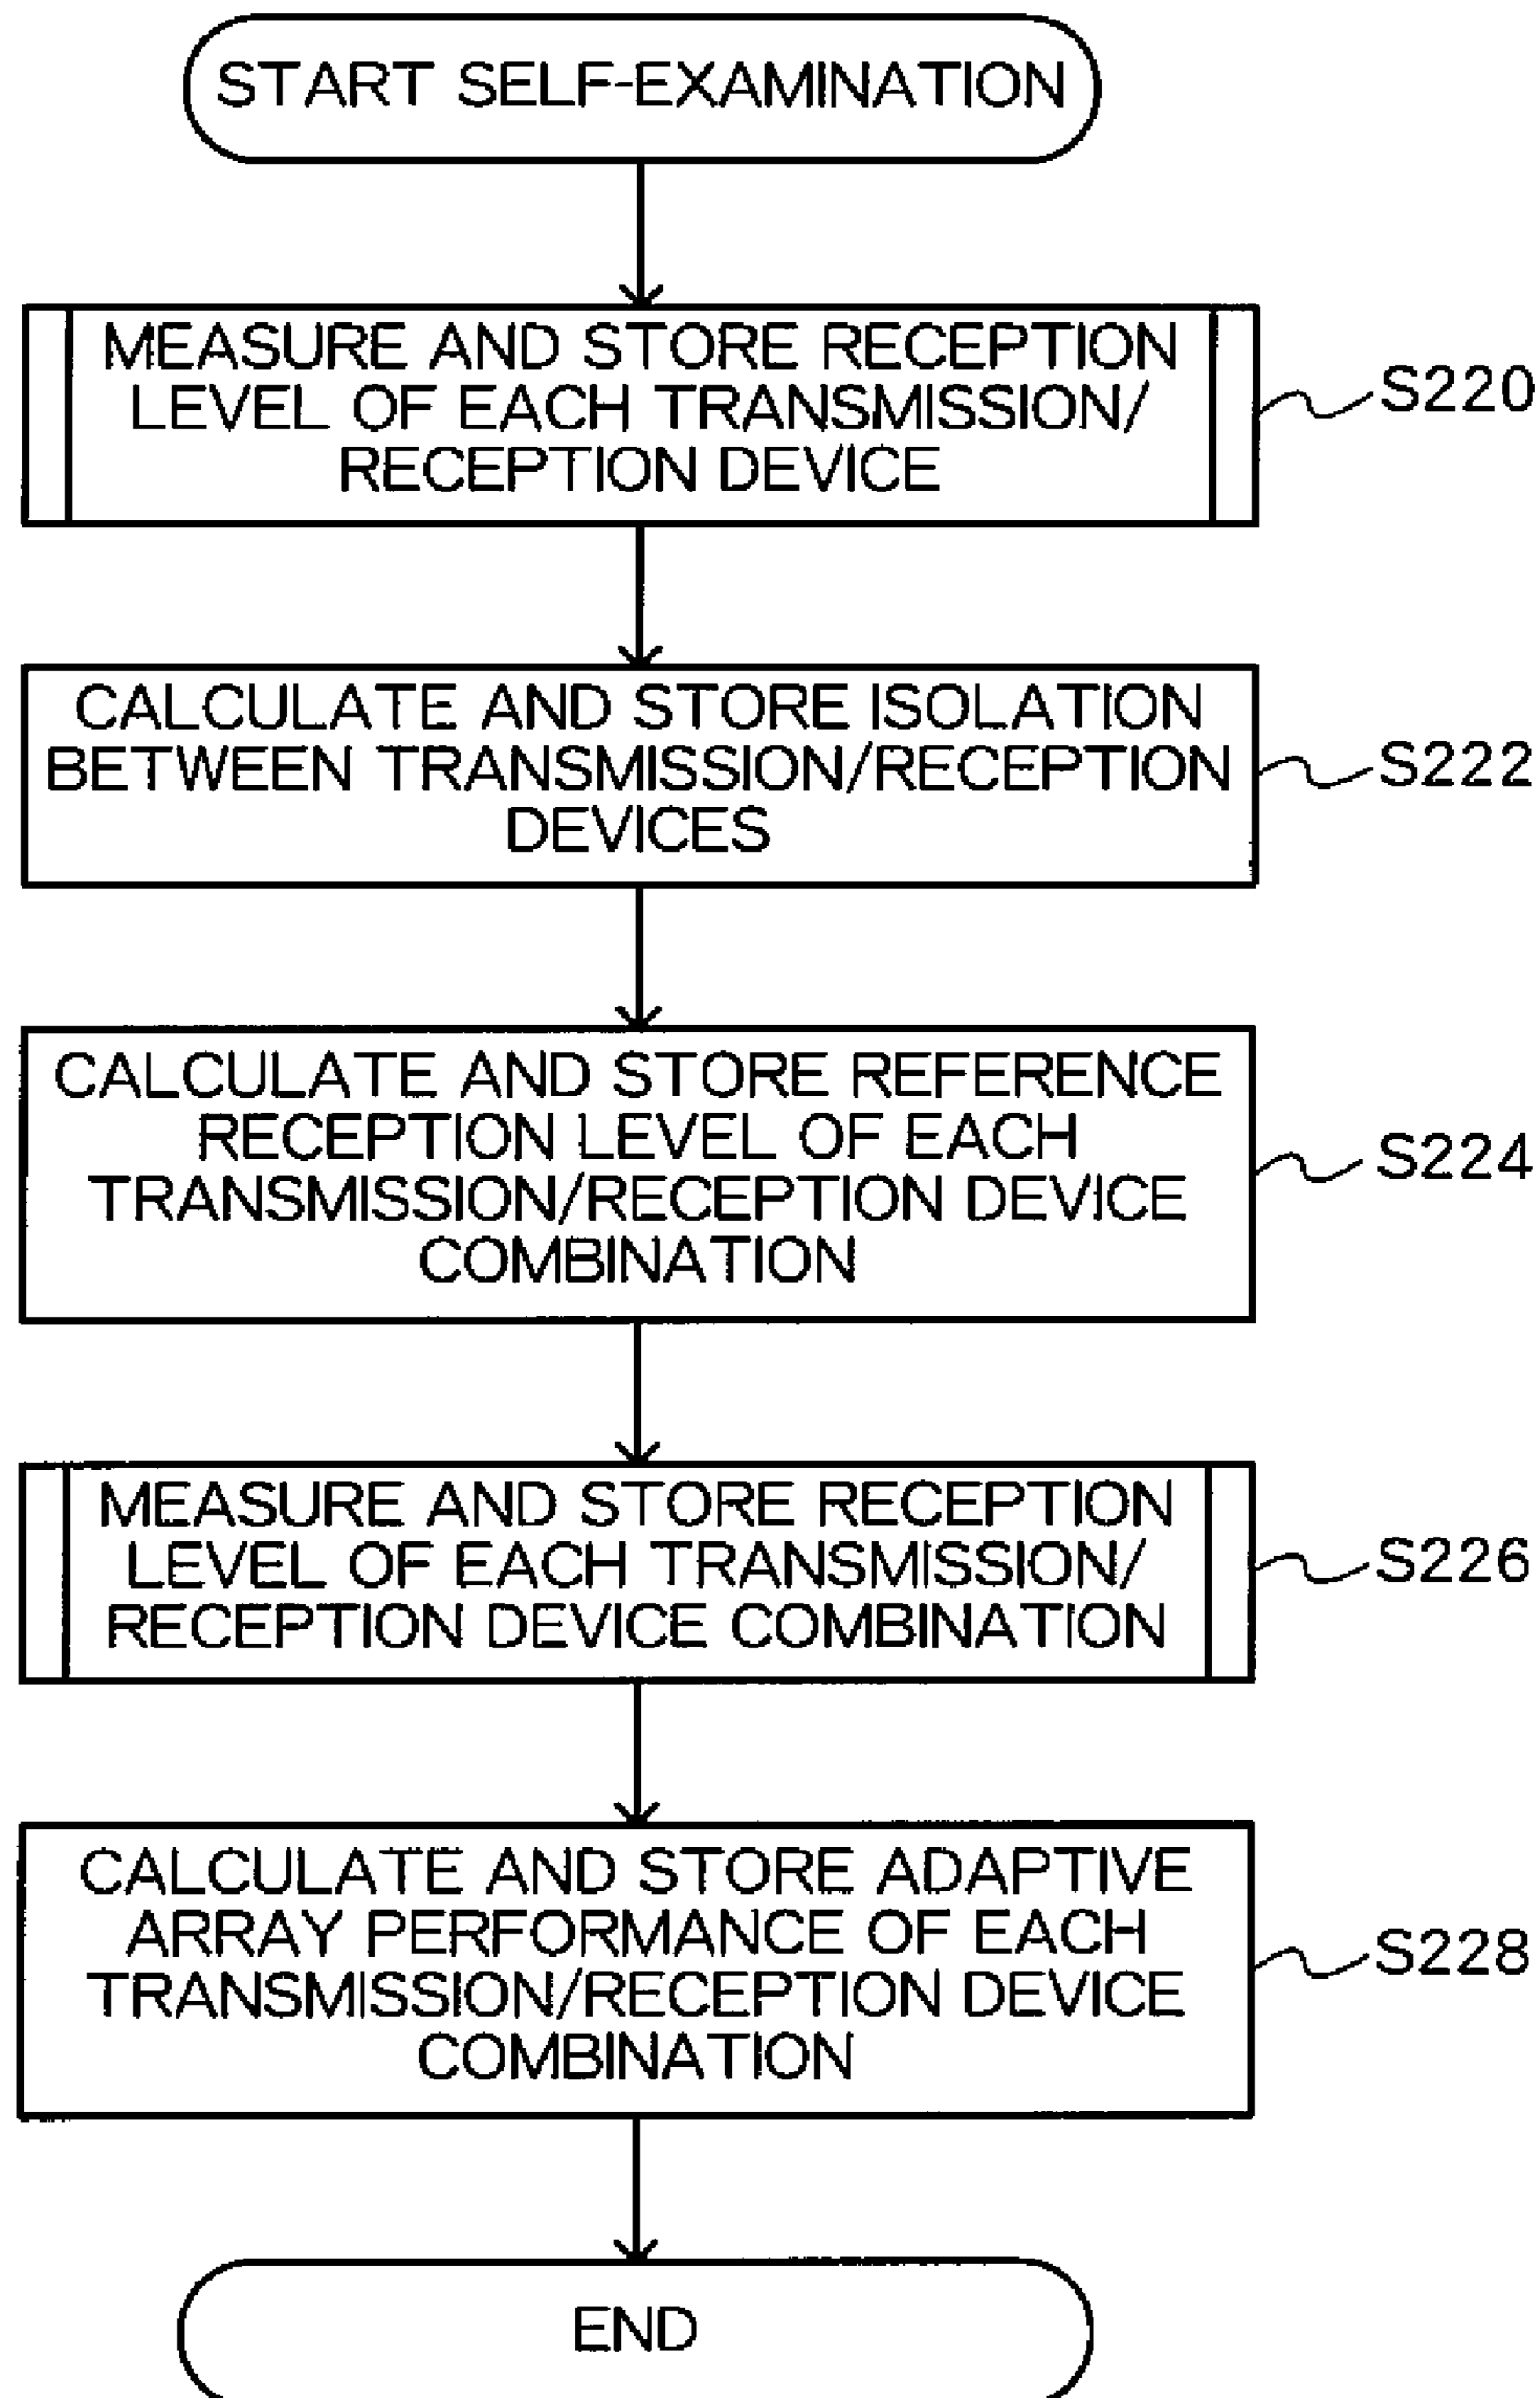 START SELF-EXAMINATION
MEASURE AND STORE RECEPTION
LEVEL OF EACH TRANSMISSION/
RECEPTION DEVICE
S220
CALCULATE AND STORE ISOLATION
BETWEEN TRANSMISSION/RECEPTION
DEVICES
S222
CALCULATE AND STORE REFERENCE
RECEPTION LEVEL OF EACH
TRANSMISSION/RECEPTION DEVICE
COMBINATION
S224
MEASURE AND STORE RECEPTION
LEVEL OF EACH TRANSMISSION/
RECEPTION DEVICE COMBINATION
S226
CALCULATE AND STORE ADAPTIVE
ARRAY PERFORMANCE OF EACH
TRANSMISSION/RECEPTION DEVICE
COMBINATION
S228
END